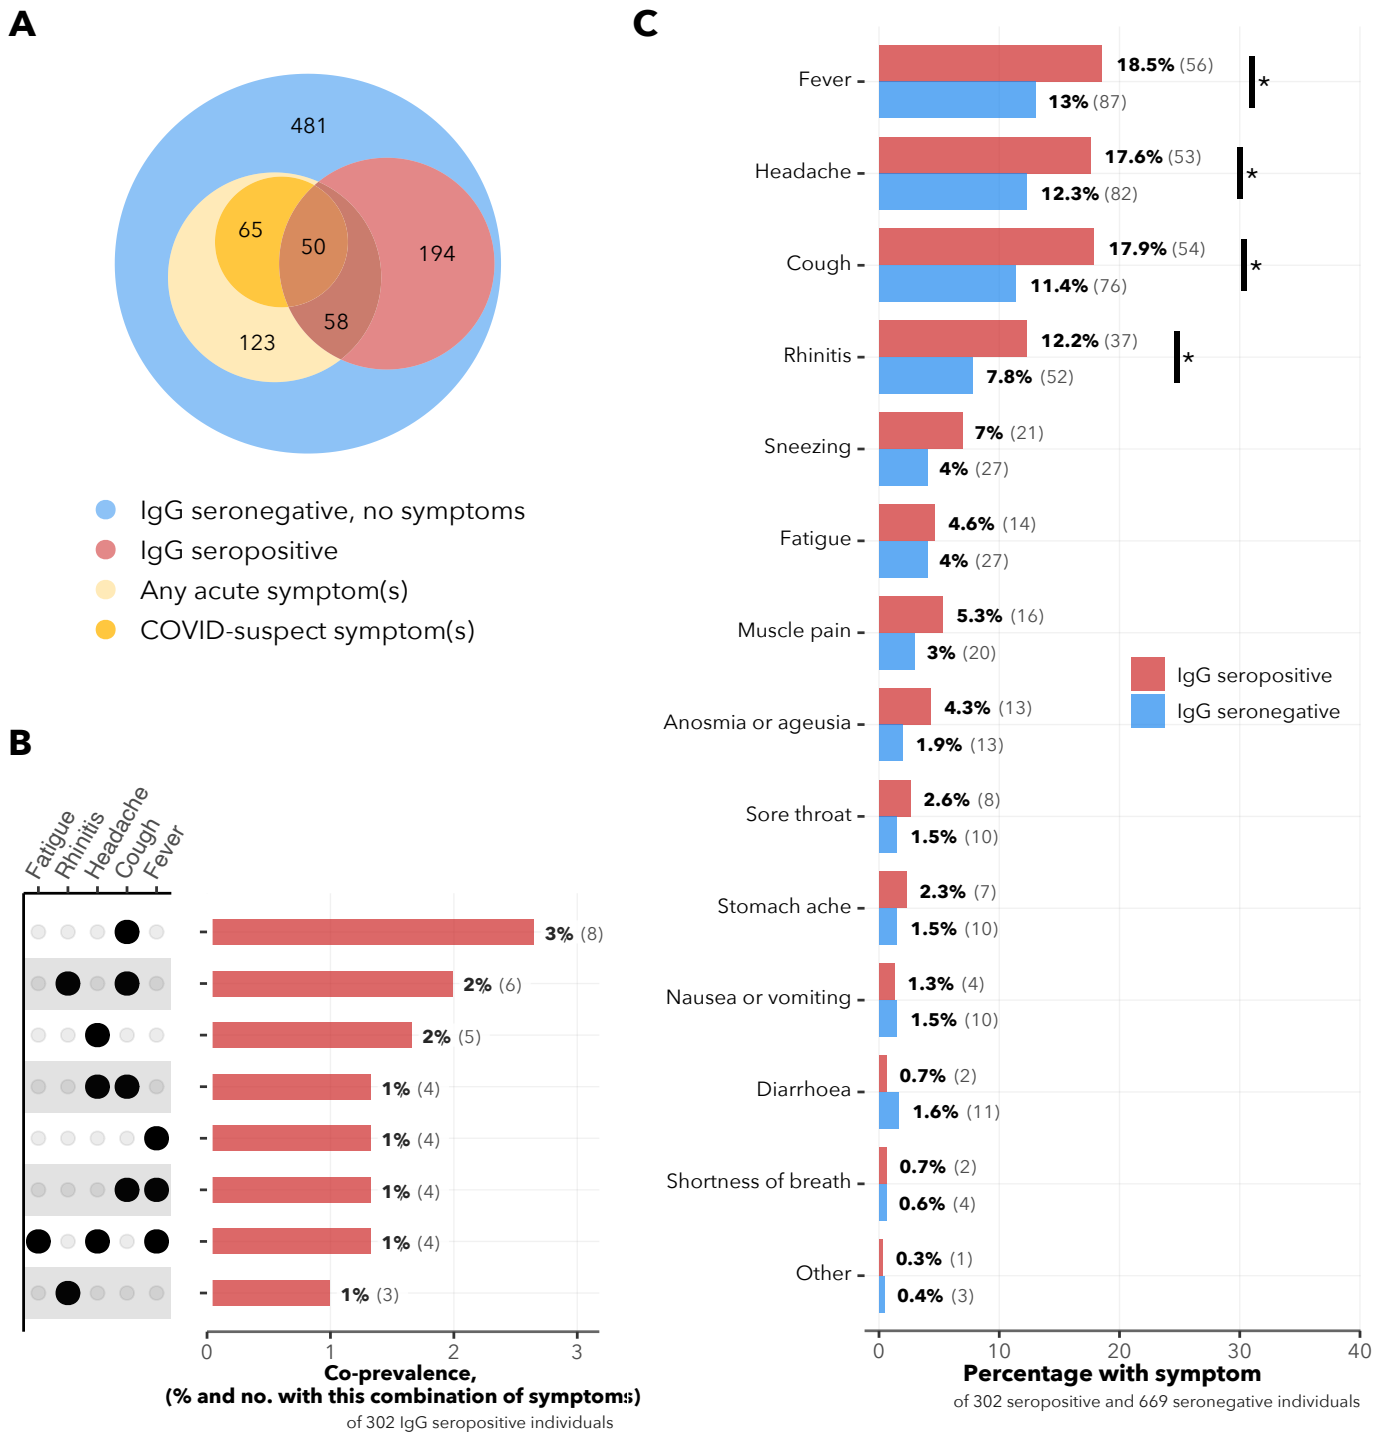 A
481
65
50
194
58
123
IgG seronegative, no symptoms
IgG seropositive
Any acute symptom(s)
COVID-suspect symptom(s)
B
Fatigue
Rhinitis
Headache
Cough
Fever
3% (8)
2% (6)
2% (5)
1% (4)
1% (4)
1% (4)
1% (4)
1% (3)
0 1 2 3
Co-prevalence,
(% and no. with this combination of symptoms)
of 302 IgG seropositive individuals
C
Fever
18.5% (56)
13% (87)
*
Headache
17.6% (53)
12.3% (82)
*
Cough
17.9% (54)
11.4% (76)
*
Rhinitis
12.2% (37)
7.8% (52)
*
Sneezing
7% (21)
4% (27)
Fatigue
4.6% (14)
4% (27)
Muscle pain
5.3% (16)
3% (20)
Anosmia or ageusia
4.3% (13)
1.9% (13)
Sore throat
2.6% (8)
1.5% (10)
Stomach ache
2.3% (7)
1.5% (10)
Nausea or vomiting
1.3% (4)
1.5% (10)
Diarrhoea
0.7% (2)
1.6% (11)
Shortness of breath
0.7% (2)
0.6% (4)
Other
0.3% (1)
0.4% (3)
IgG seropositive
IgG seronegative
0 10 20 30 40
Percentage with symptom
of 302 seropositive and 669 seronegative individuals